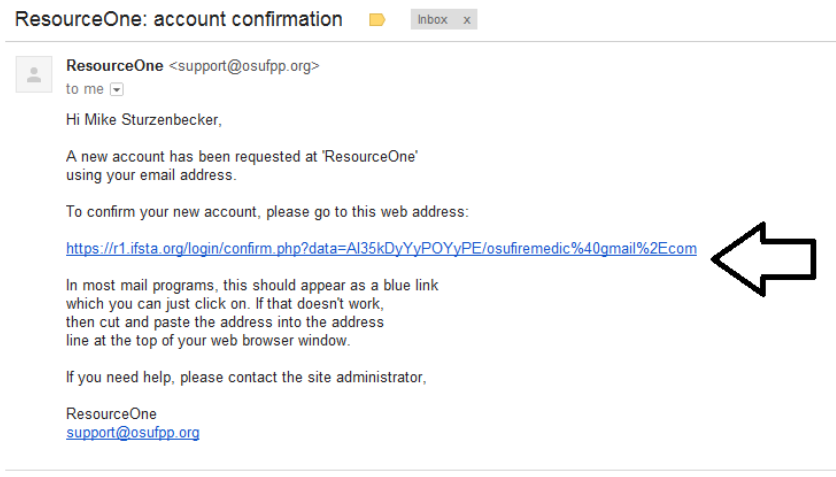 ResourceOne: account confirmation Inbox x
ResourceOne <support@osufpp.org>
to me
Hi Mike Sturzenbecker,
A new account has been requested at 'ResourceOne'
using your email address.
To confirm your new account, please go to this web address:
https://r1.ifsta.org/login/confirm.php?data=Al35kDyYyPOYyPE/osufiremedic%40gmail%2Ecom
In most mail programs, this should appear as a blue link
which you can just click on. If that doesn't work,
then cut and paste the address into the address
line at the top of your web browser window.
If you need help, please contact the site administrator,
ResourceOne
support@osufpp.org